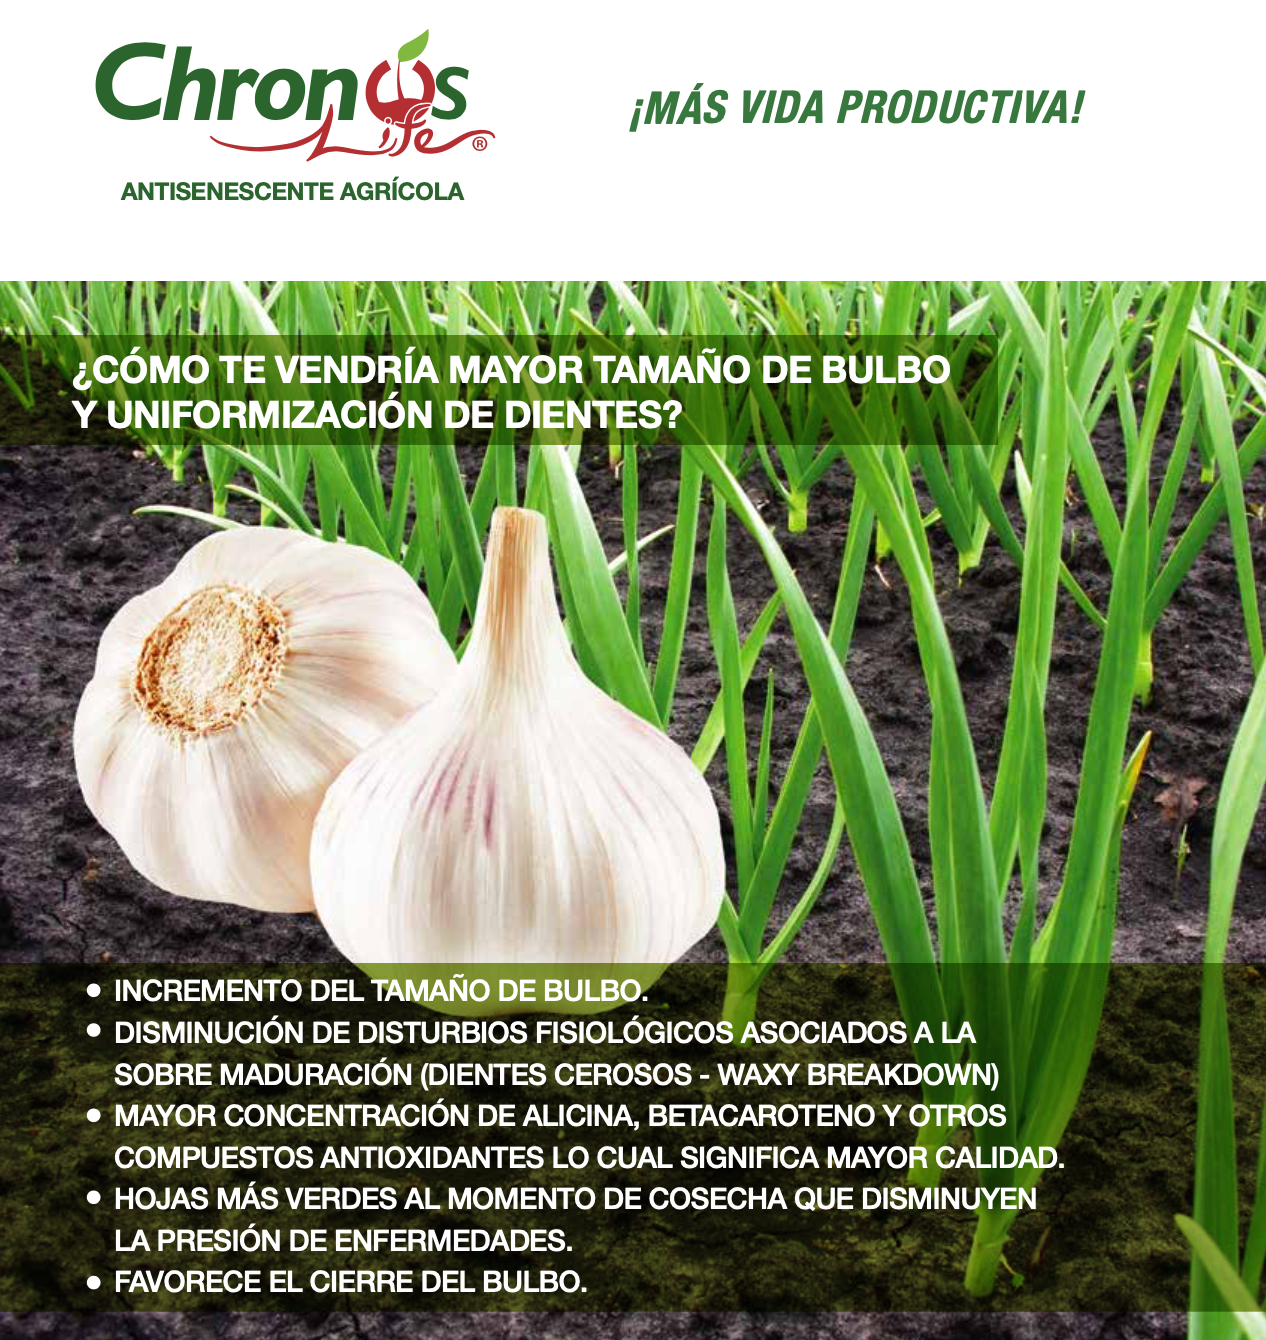 Chronos
Life®
ANTISENESCENTE AGRÍCOLA
¡MÁS VIDA PRODUCTIVA!
¿CÓMO TE VENDRÍA MAYOR TAMAÑO DE BULBO
Y UNIFORMIZACIÓN DE DIENTES?
• INCREMENTO DEL TAMAÑO DE BULBO.
• DISMINUCIÓN DE DISTURBIOS FISIOLÓGICOS ASOCIADOS A LA
SOBRE MADURACIÓN (DIENTES CEROSOS - WAXY BREAKDOWN)
• MAYOR CONCENTRACIÓN DE ALICINA, BETACAROTENO Y OTROS
COMPUESTOS ANTIOXIDANTES LO CUAL SIGNIFICA MAYOR CALIDAD.
• HOJAS MÁS VERDES AL MOMENTO DE COSECHA QUE DISMINUYEN
LA PRESIÓN DE ENFERMEDADES.
• FAVORECE EL CIERRE DEL BULBO.